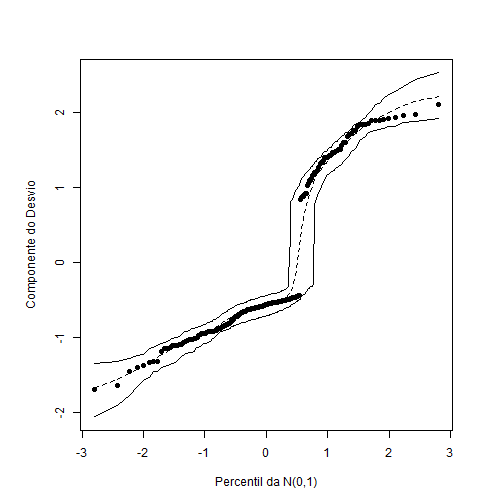 Componente do Desvio
2
1
0
-1
-2
-3 -2 -1 0 1 2 3
Percentil da N(0,1)